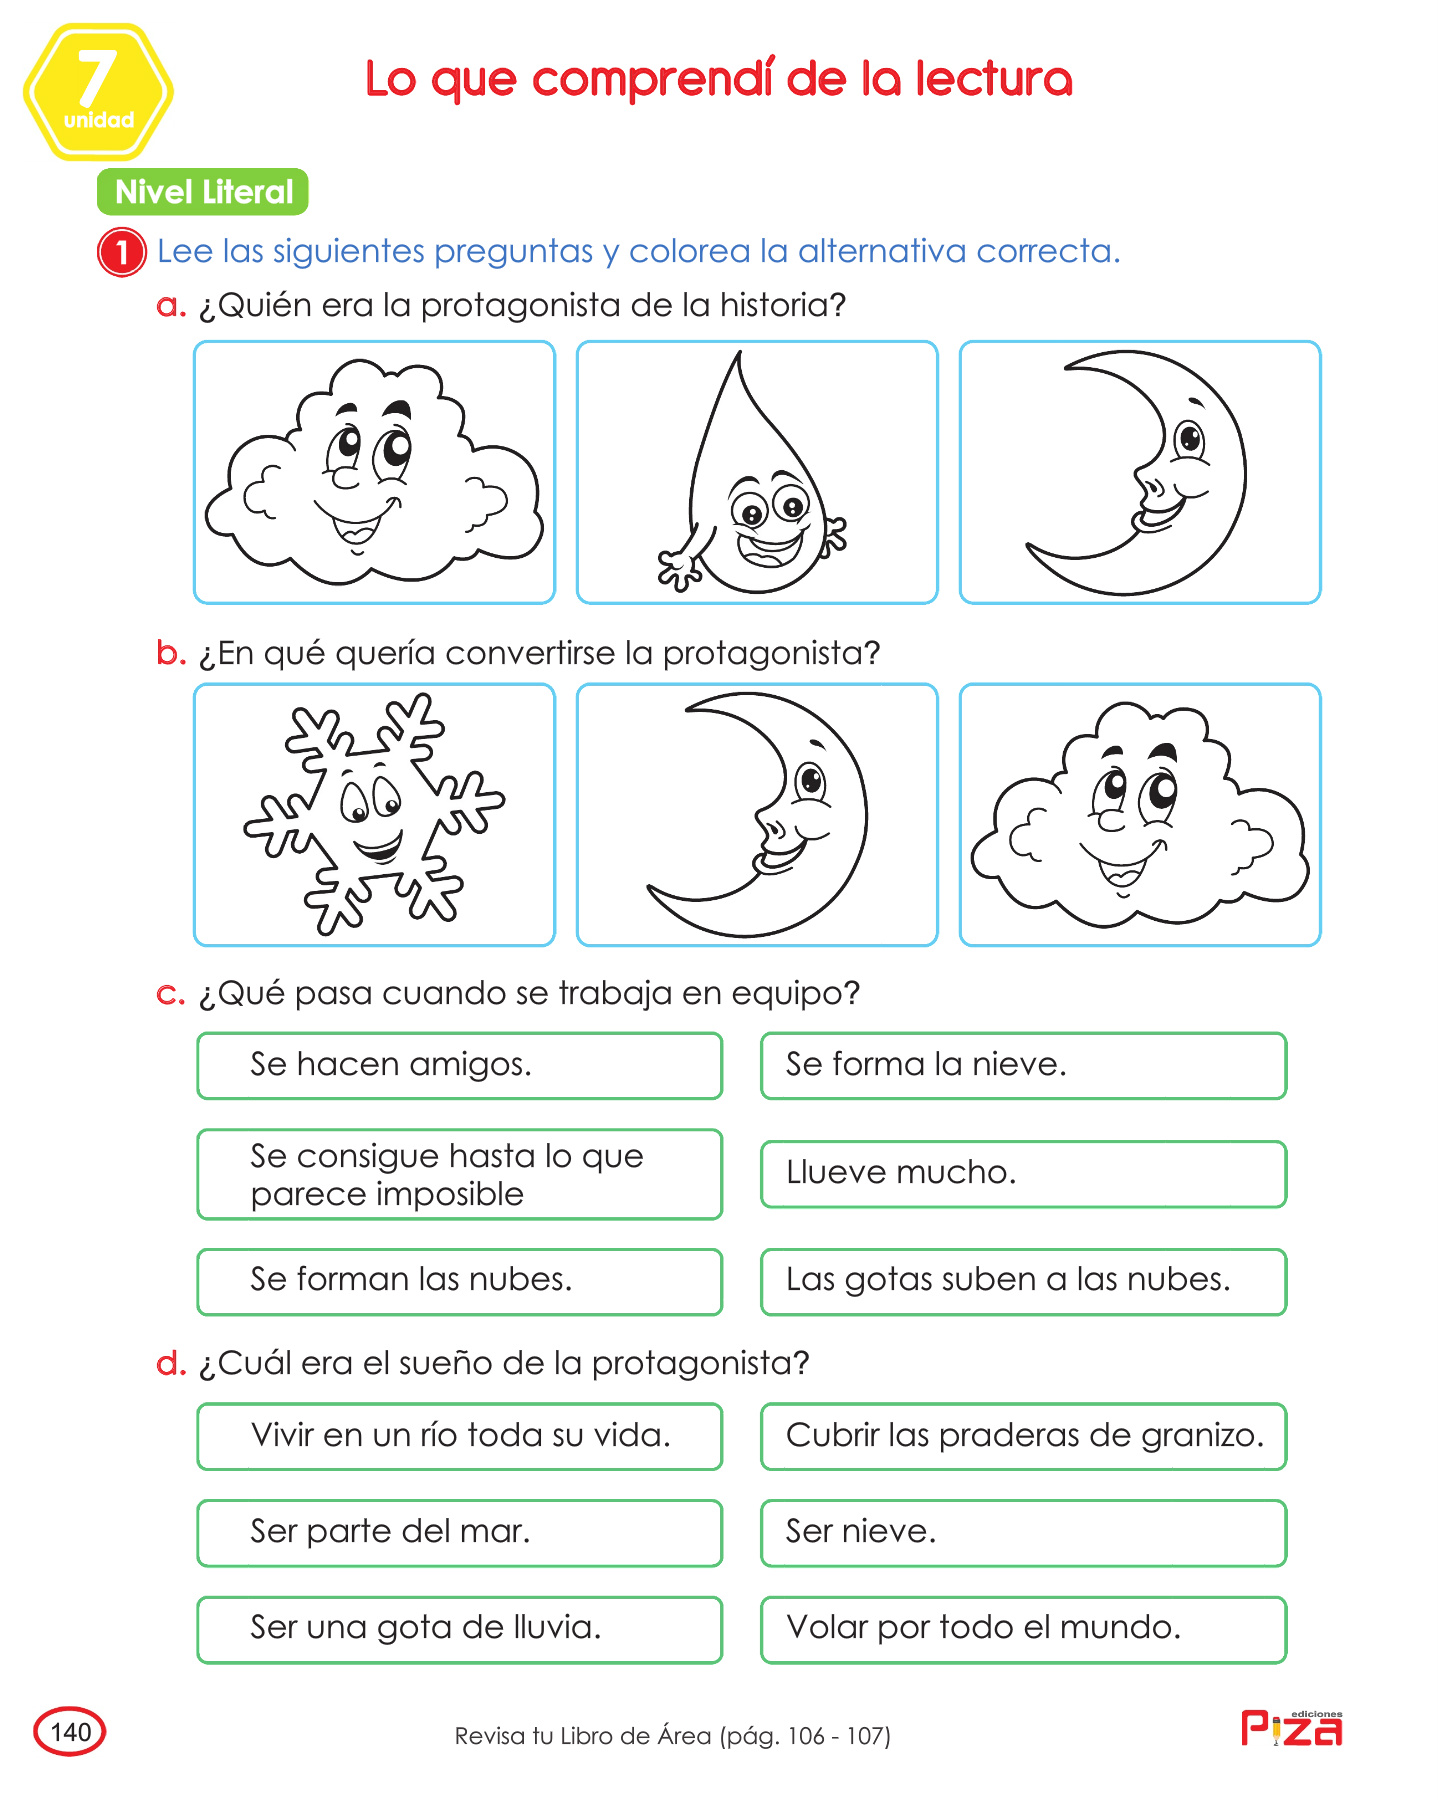 7
unidad
Lo que comprendí de la lectura
Nivel Literal
1 Lee las siguientes preguntas y colorea la alternativa correcta.
a. ¿Quién era la protagonista de la historia?
b. ¿En qué quería convertirse la protagonista?
c. ¿Qué pasa cuando se trabaja en equipo?
Se hacen amigos.
Se forma la nieve.
Se consigue hasta lo que
parece imposible
Llueve mucho.
Se forman las nubes.
Las gotas suben a las nubes.
d. ¿Cuál era el sueño de la protagonista?
Vivir en un río toda su vida.
Cubrir las praderas de granizo.
Ser parte del mar.
Ser nieve.
Ser una gota de lluvia.
Volar por todo el mundo.
140
Revisa tu Libro de Área (pág. 106 - 107)
ediciones
Piza